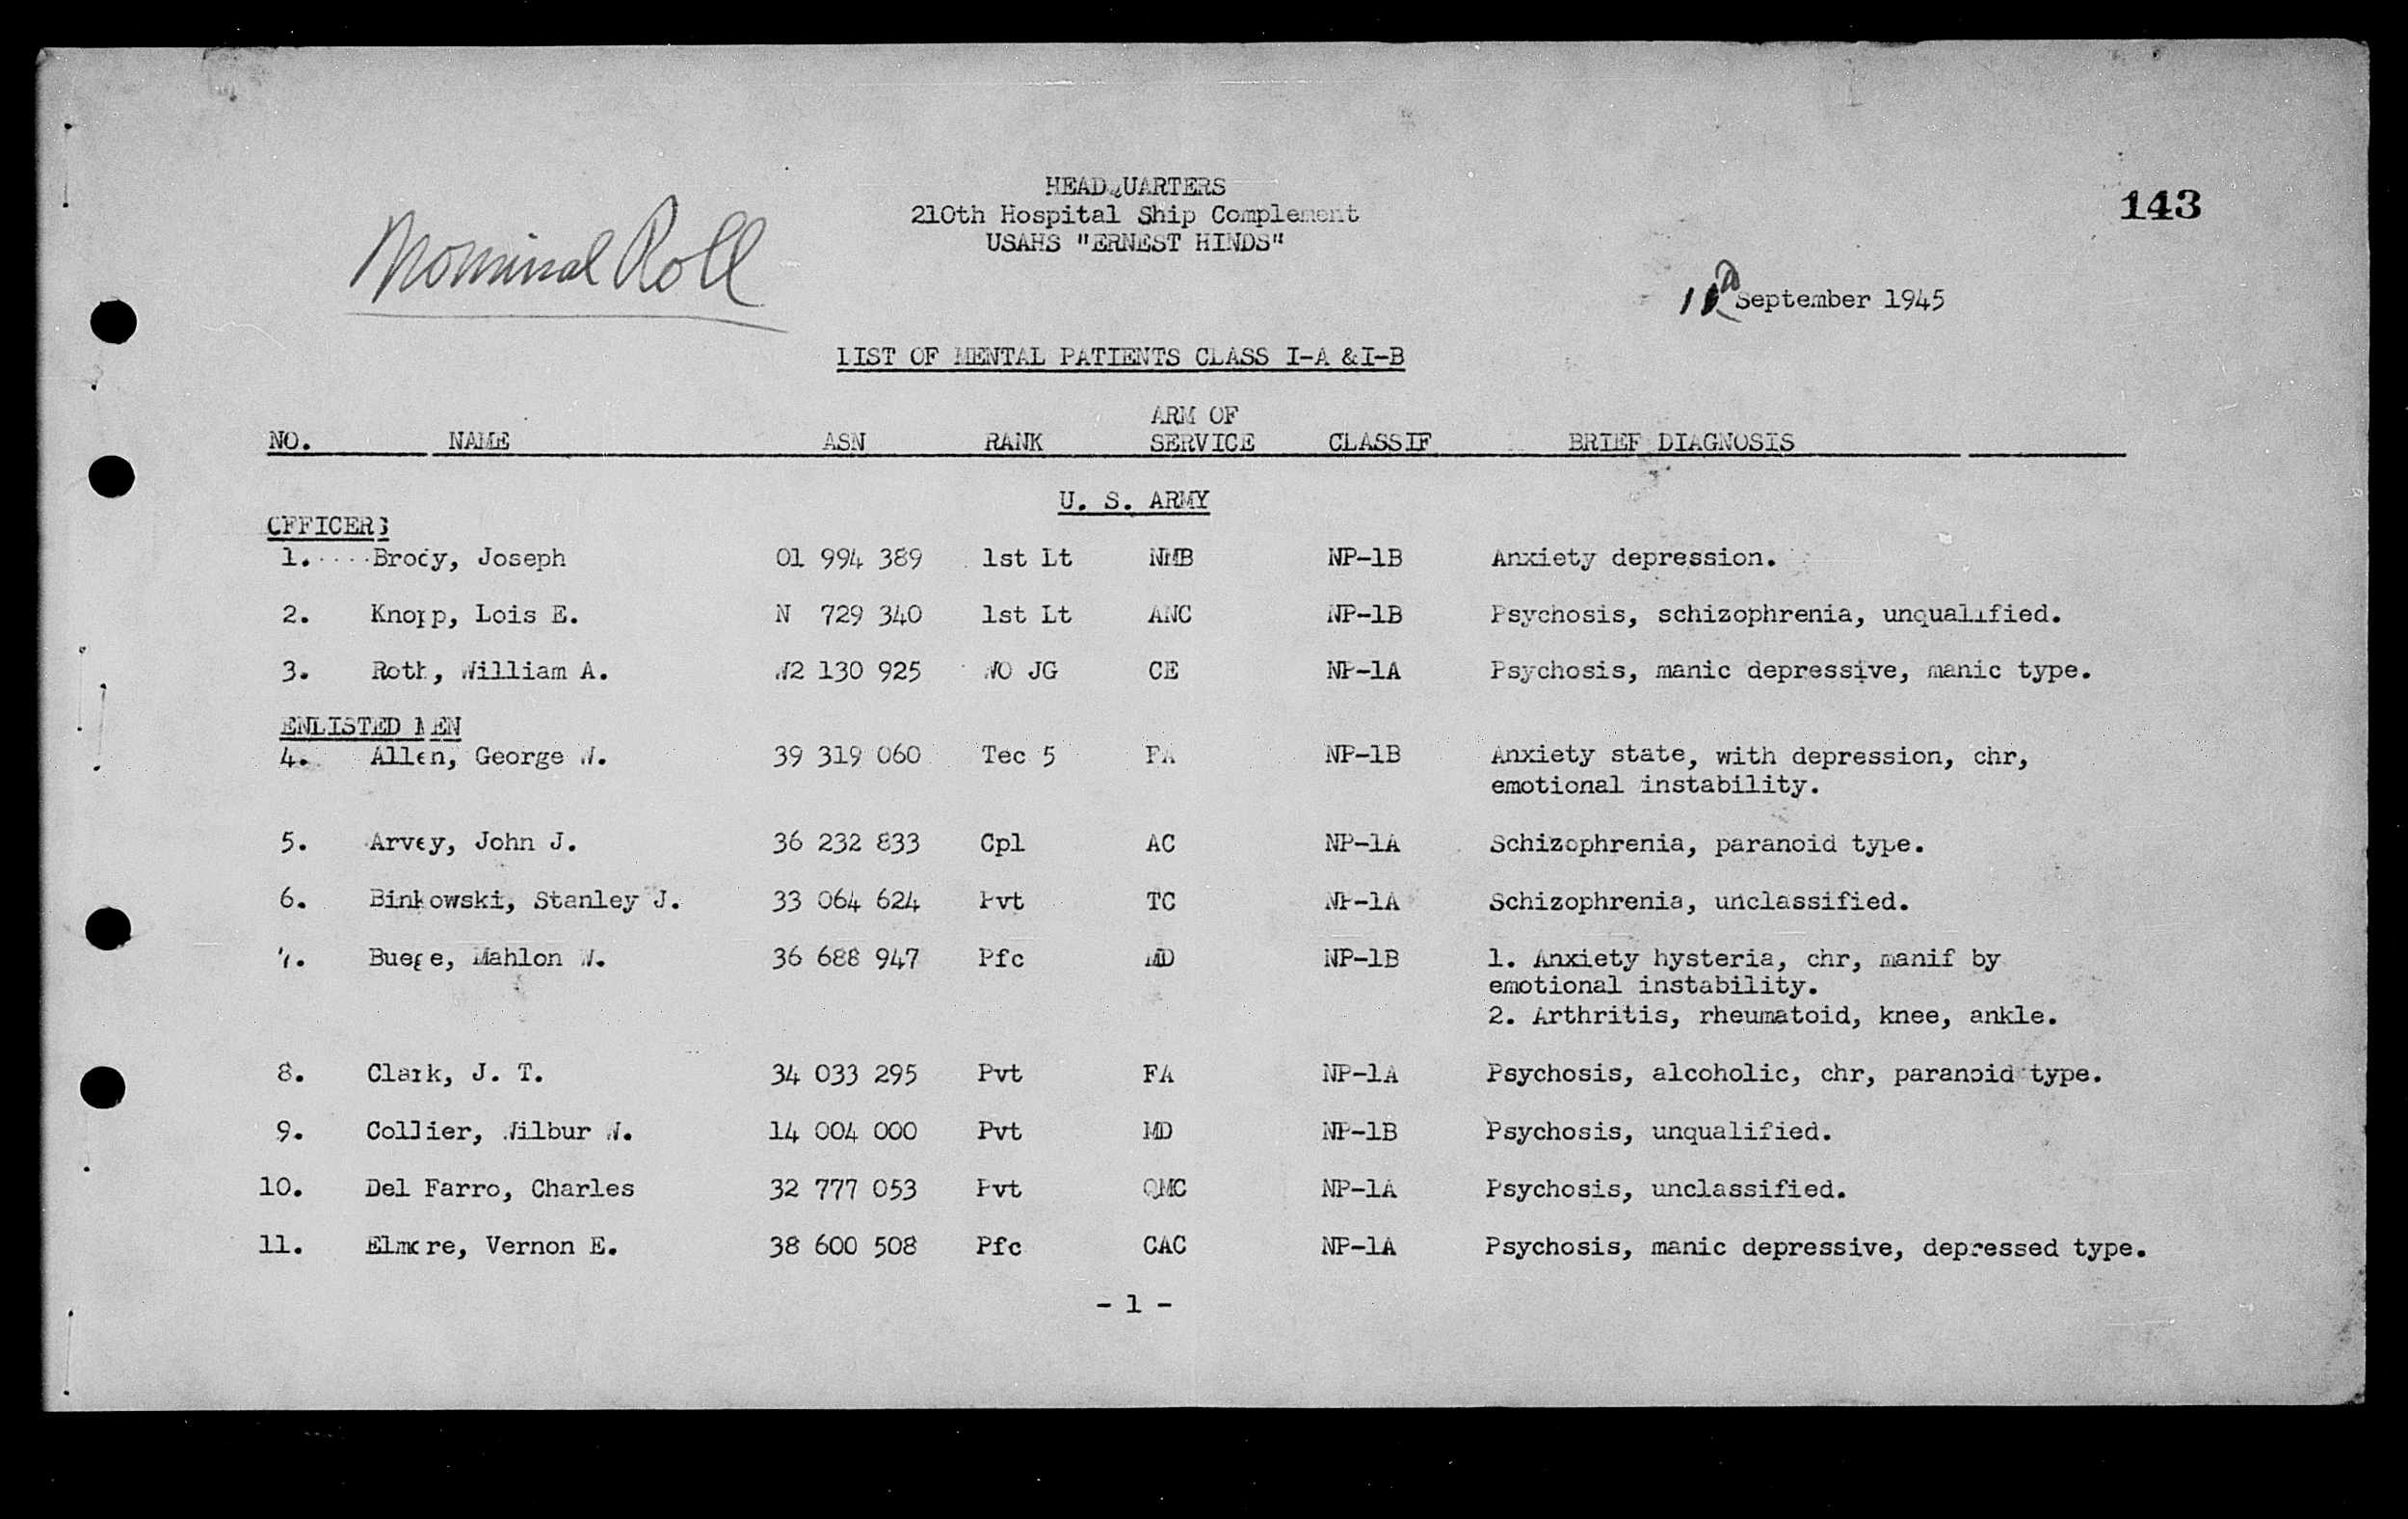 HEADQUARTERS
210th Hospital Ship Complement
USAHS "ERNEST HINDS"
143
Nominal Roll
September 1945
LIST OF MENTAL PATIENTS CLASS I-A &I-B
NO. NAME ASN RANK ARM OF SERVICE CLASSIF BRIEF DIAGNOSIS
U. S. ARMY
OFFICERS
1. Brody, Joseph 01 994 389 1st Lt NMB NP-1B Anxiety depression.
2. Knopp, Lois E. N 729 340 1st Lt ANC NP-1B Psychosis, schizophrenia, unqualified.
3. Roth, William A. W2 130 925 WO JG CE NP-1A Psychosis, manic depressive, manic type.
ENLISTED MEN
4. Allen, George W. 39 319 060 Tec 5 FA NP-1B Anxiety state, with depression, chr,
emotional instability.
5. Arvey, John J. 36 232 833 Cpl AC NP-1A Schizophrenia, paranoid type.
6. Binkowski, Stanley J. 33 064 624 Pvt TC NP-1A Schizophrenia, unclassified.
7. Buege, Mahlon W. 36 688 947 Pfc MD NP-1B 1. Anxiety hysteria, chr, manif by
emotional instability.
2. Arthritis, rheumatoid, knee, ankle.
8. Clark, J. T. 34 033 295 Pvt FA NP-1A Psychosis, alcoholic, chr, paranoid type.
9. Collier, Wilbur W. 14 004 000 Pvt MD NP-1B Psychosis, unqualified.
10. Del Farro, Charles 32 777 053 Pvt QMC NP-1A Psychosis, unclassified.
11. Elmore, Vernon E. 38 600 508 Pfc CAC NP-1A Psychosis, manic depressive, depressed type.
- 1 -